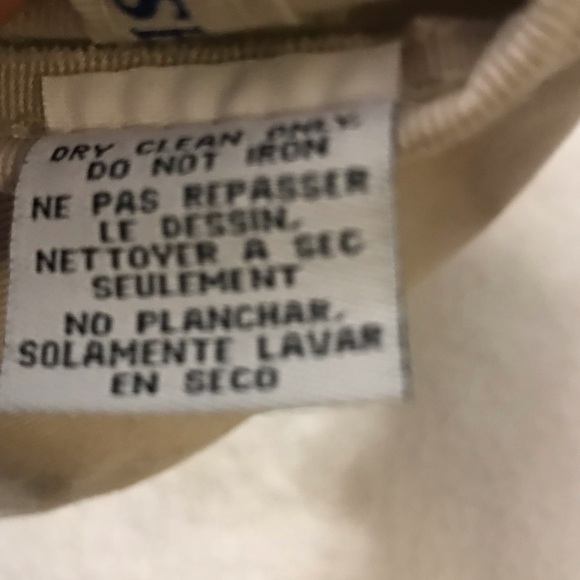 DRY CLEAN ONLY
DO NOT IRON
NE PAS REPASSER
LE DESSIN.
NETTOYER A SEC
SEULEMENT
NO PLANCHAR.
SOLAMENTE LAVAR
EN SECO